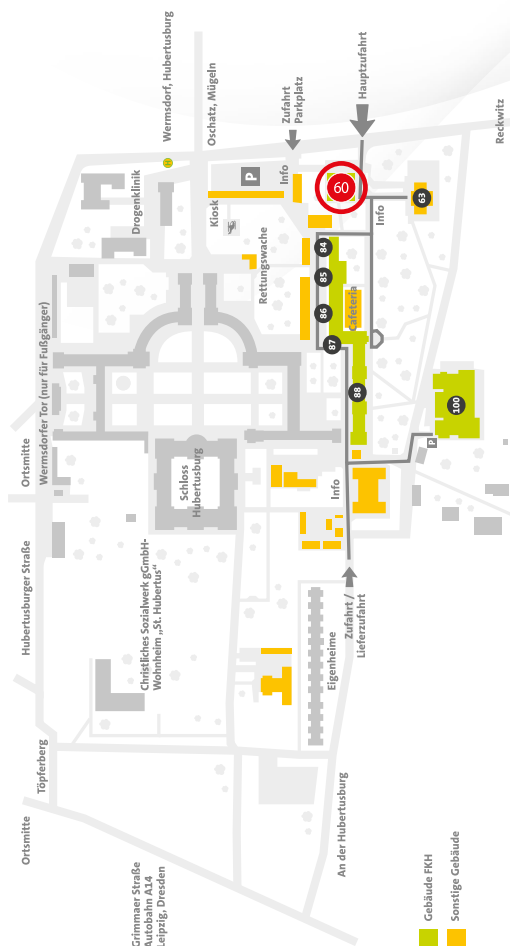 Wermsdorf, Hubertusburg
Oschatz, Mügeln
Zufahrt
Parkplatz
Hauptzufahrt
Reckwitz
H
Drogenklinik
Kiosk
P
Info
60
63
Info
Rettungswache
84
85
86
87
88
Cafeteria
100
P
Wermsdorfer Tor (nur für Fußgänger)
Ortsmitte
Schloss
Hubertusburg
Info
Hubertusburger Straße
Christliches Sozialwerk gGmbH-
Wohnheim „St. Hubertus“
Eigenheime
Zufahrt /
Lieferzufahrt
Töpferberg
Ortsmitte
An der Hubertusburg
Grimmaer Straße
Autobahn A14
Leipzig, Dresden
Gebäude FKH
Sonstige Gebäude